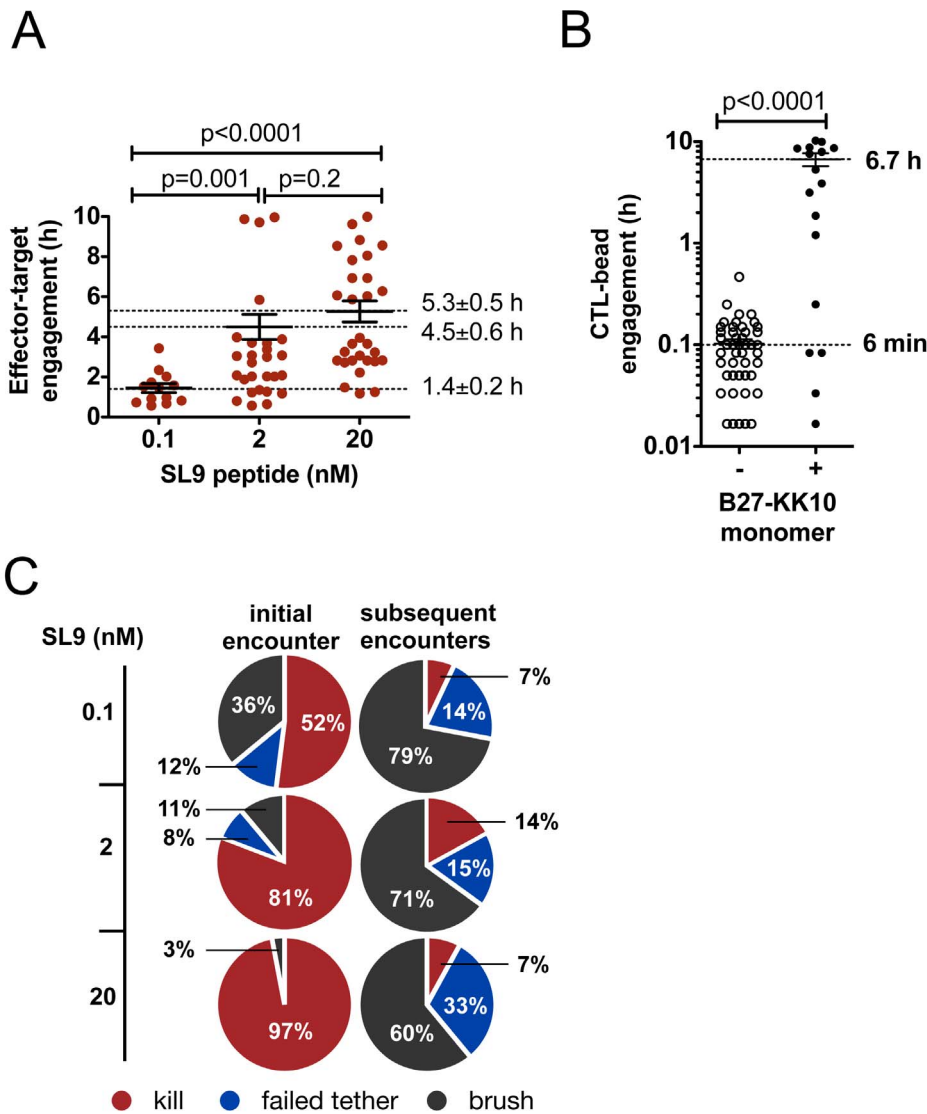 A
p<0.0001
p=0.001
p=0.2
Effector-target
engagement (h)
10
8
6
4
2
0
5.3±0.5 h
4.5±0.6 h
1.4±0.2 h
0.1
2
20
SL9 peptide (nM)
B
p<0.0001
CTL-bead
engagement (h)
10
1
0.1
0.01
6.7 h
6 min
-
+
B27-KK10
monomer
C
SL9 (nM)
initial
encounter
subsequent
encounters
0.1
36%
52%
12%
7%
14%
79%
2
11%
8%
81%
14%
15%
71%
20
3%
97%
7%
33%
60%
kill
failed tether
brush